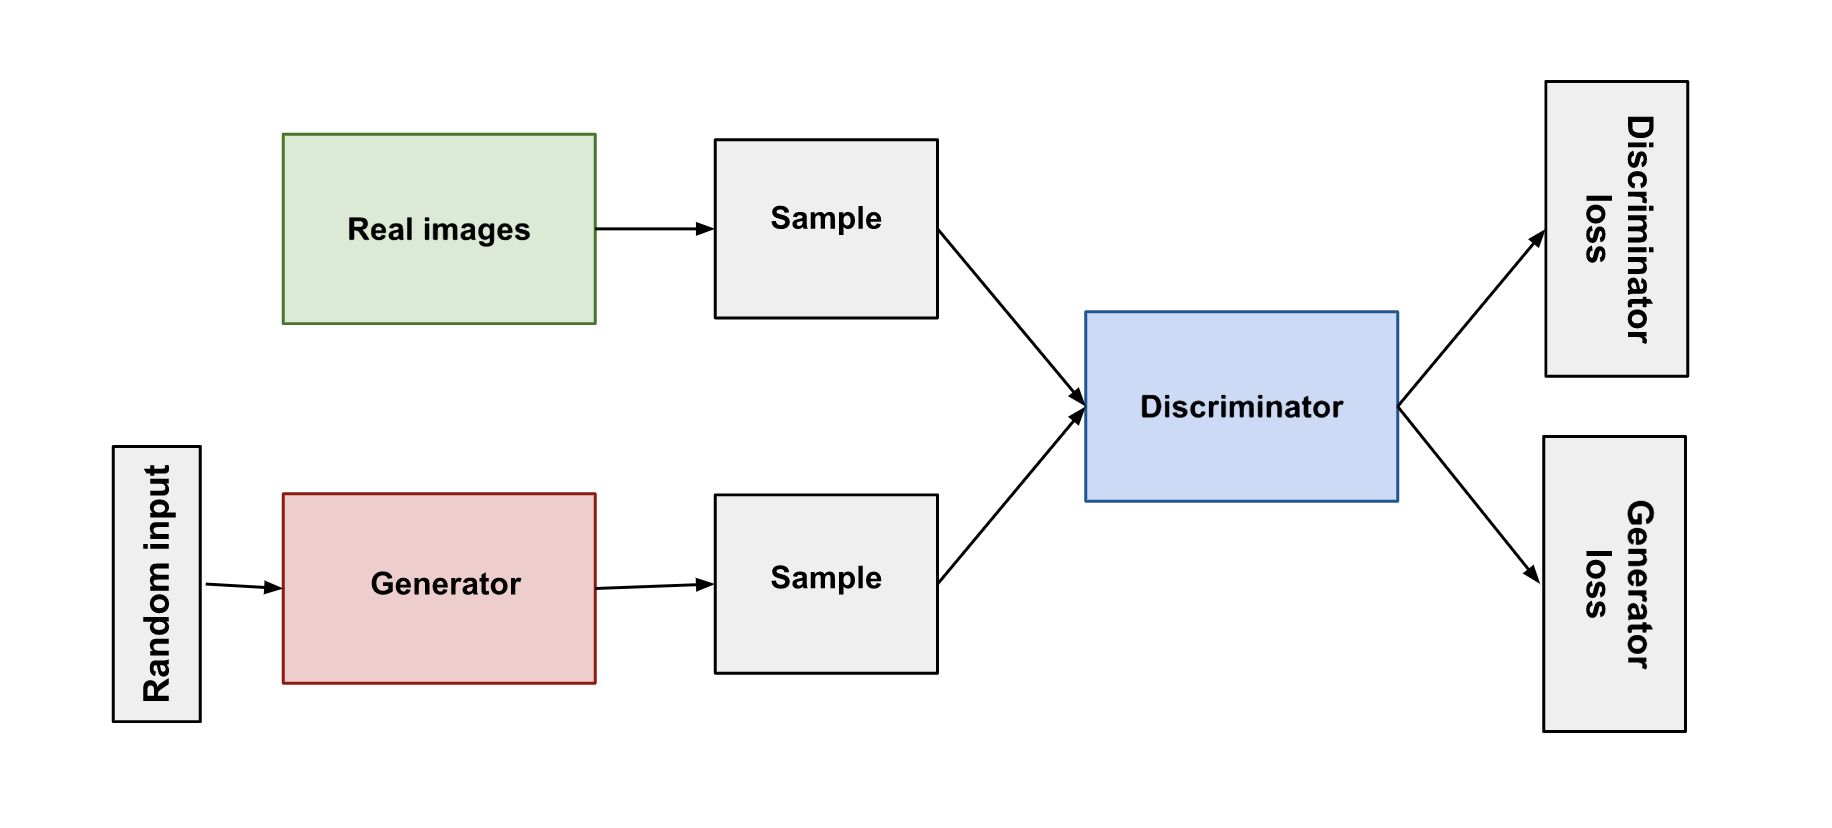 Real images
Sample
Discriminator
loss
Discriminator
Random input
Generator
Sample
Generator
loss